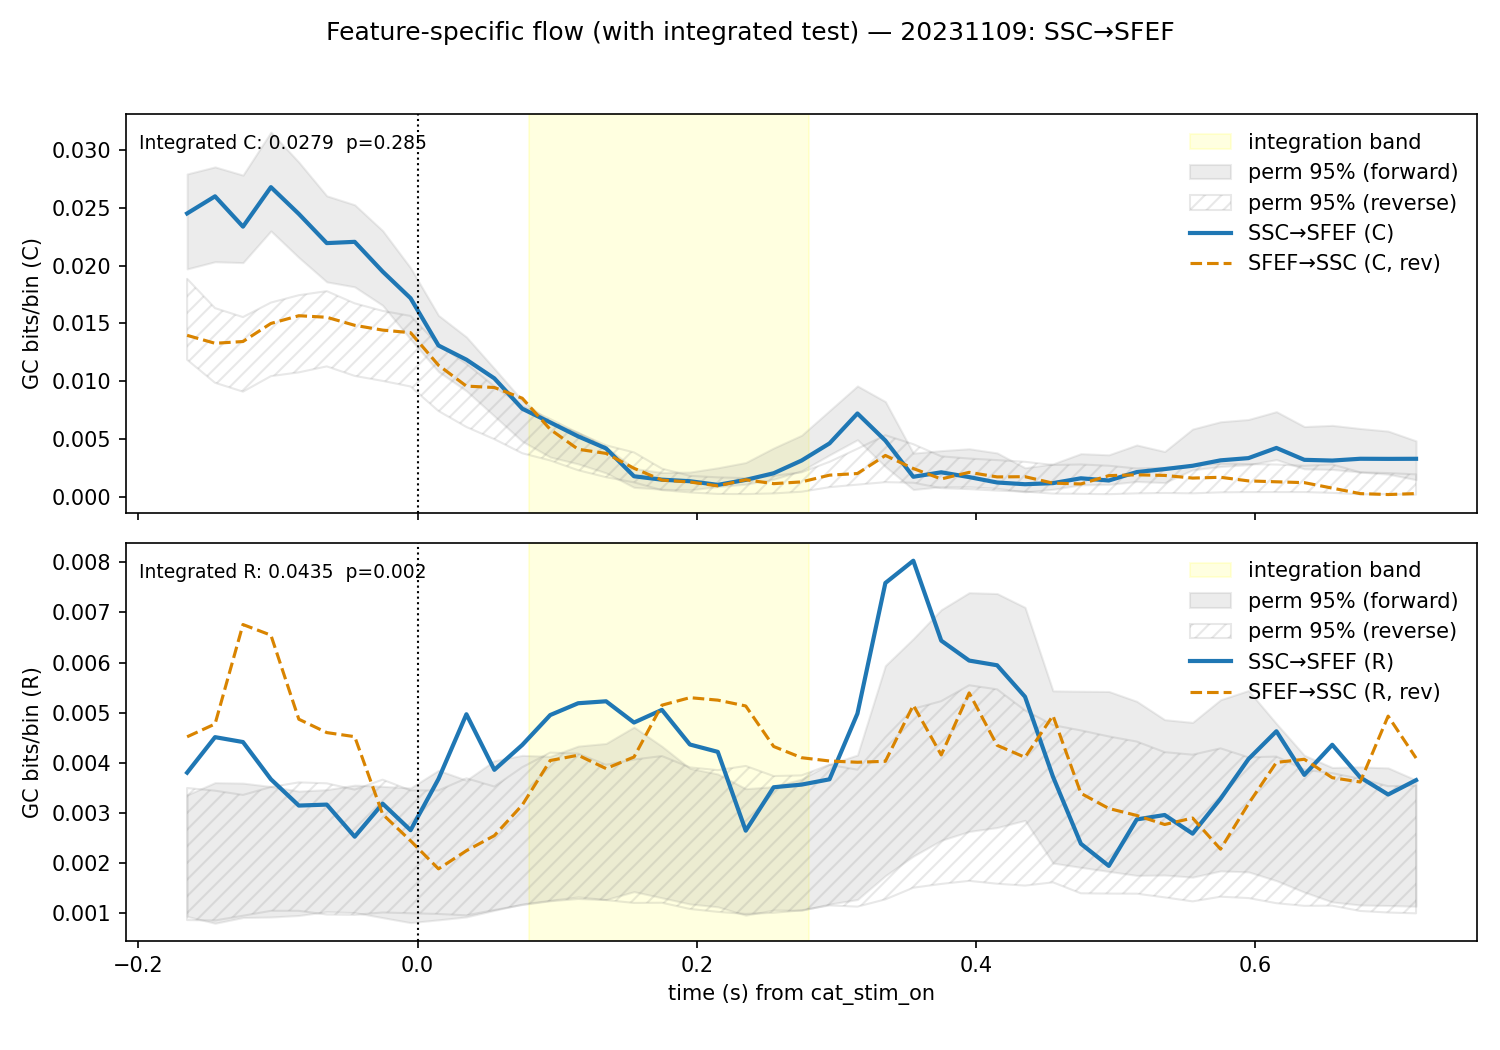 Feature-specific flow (with integrated test) — 20231109: SSC→SFEF
Integrated C: 0.0279  p=0.285
integration band
perm 95% (forward)
perm 95% (reverse)
SSC→SFEF (C)
SFEF→SSC (C, rev)
GC bits/bin (C)
0.030
0.025
0.020
0.015
0.010
0.005
0.000
Integrated R: 0.0435  p=0.002
integration band
perm 95% (forward)
perm 95% (reverse)
SSC→SFEF (R)
SFEF→SSC (R, rev)
GC bits/bin (R)
0.008
0.007
0.006
0.005
0.004
0.003
0.002
0.001
−0.2 0.0 0.2 0.4 0.6
time (s) from cat_stim_on